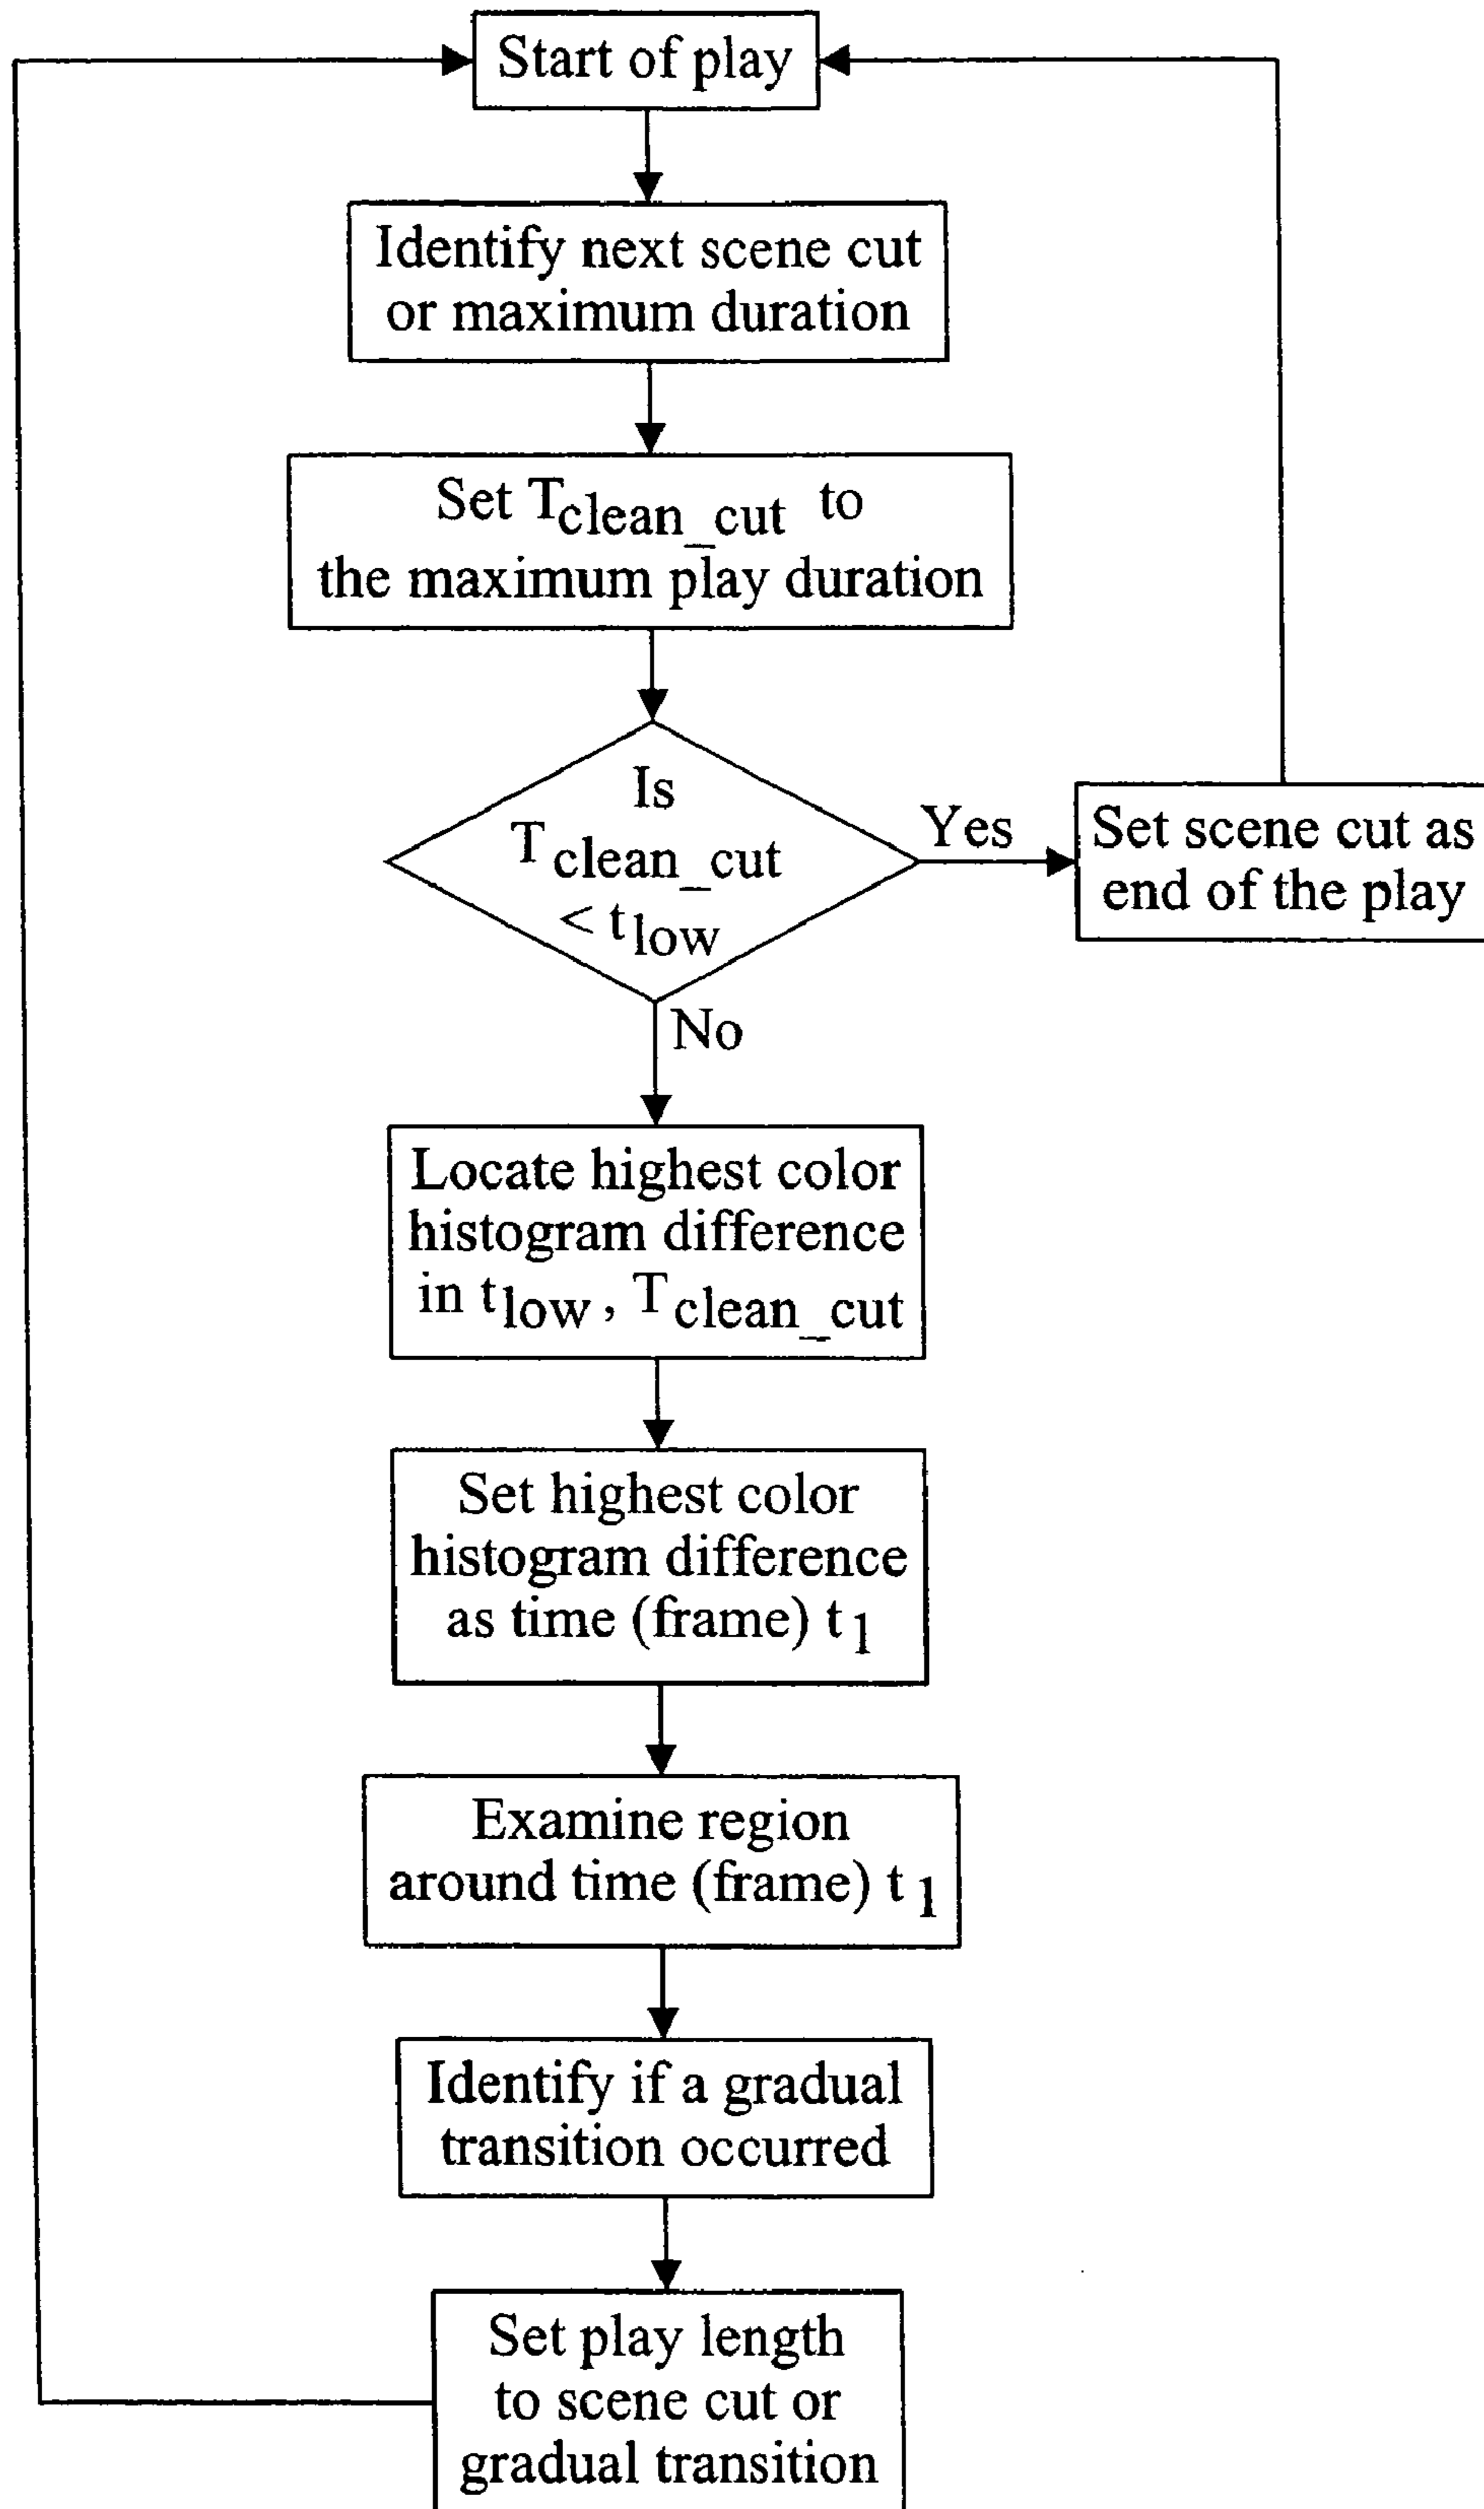 Start of play
Identify next scene cut
or maximum duration
Set Tclean_cut to
the maximum play duration
Is
Tclean_cut
< tlow
Yes
Set scene cut as
end of the play
No
Locate highest color
histogram difference
in tlow, Tclean_cut
Set highest color
histogram difference
as time (frame) t1
Examine region
around time (frame) t1
Identify if a gradual
transition occurred
Set play length
to scene cut or
gradual transition